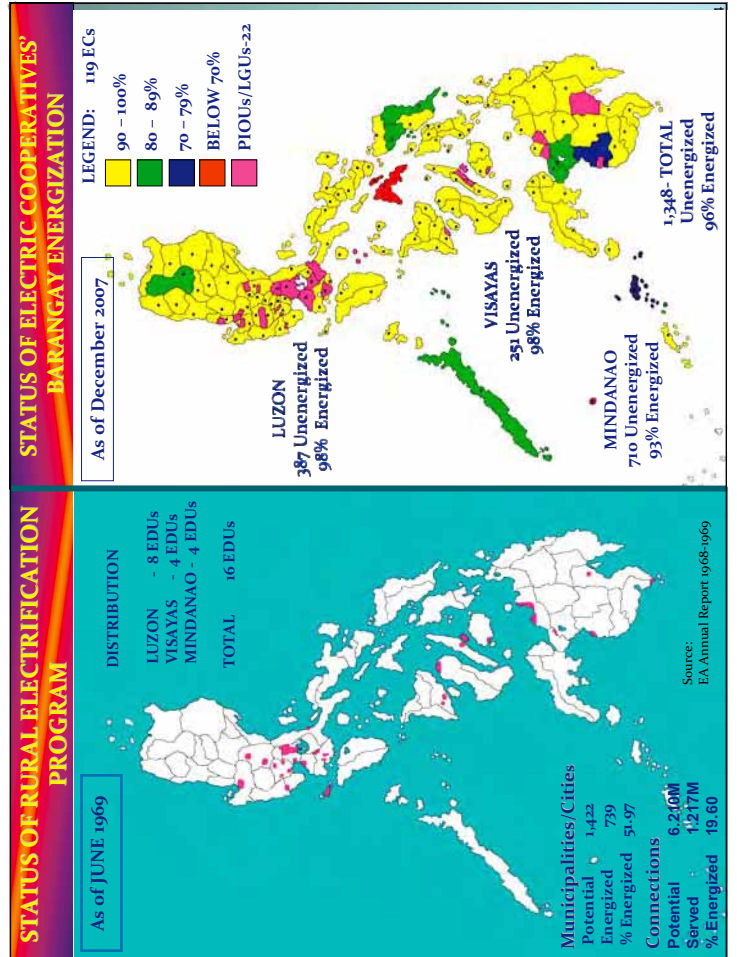 STATUS OF RURAL ELECTRIFICATION
PROGRAM
As of JUNE 1969
DISTRIBUTION
LUZON - 8 EDUs
VISAYAS - 4 EDUs
MINDANAO - 4 EDUs
TOTAL 16 EDUs
Municipalities/Cities
Potential 1,422
Energized 739
% Energized 51.97
Connections
Potential 6.210M
Served 1.217M
% Energized 19.60
Source:
EA Annual Report 1968-1969
STATUS OF ELECTRIC COOPERATIVES'
BARANGAY ENERGIZATION
As of December 2007
LEGEND: 119 ECs
90 – 100%
80 – 89%
70 – 79%
BELOW 70%
PIOUs/LGUs-22
LUZON
387 Unenergized
98% Energized
VISAYAS
251 Unenergized
98% Energized
MINDANAO
710 Unenergized
93% Energized
1,348- TOTAL
Unenergized
96% Energized